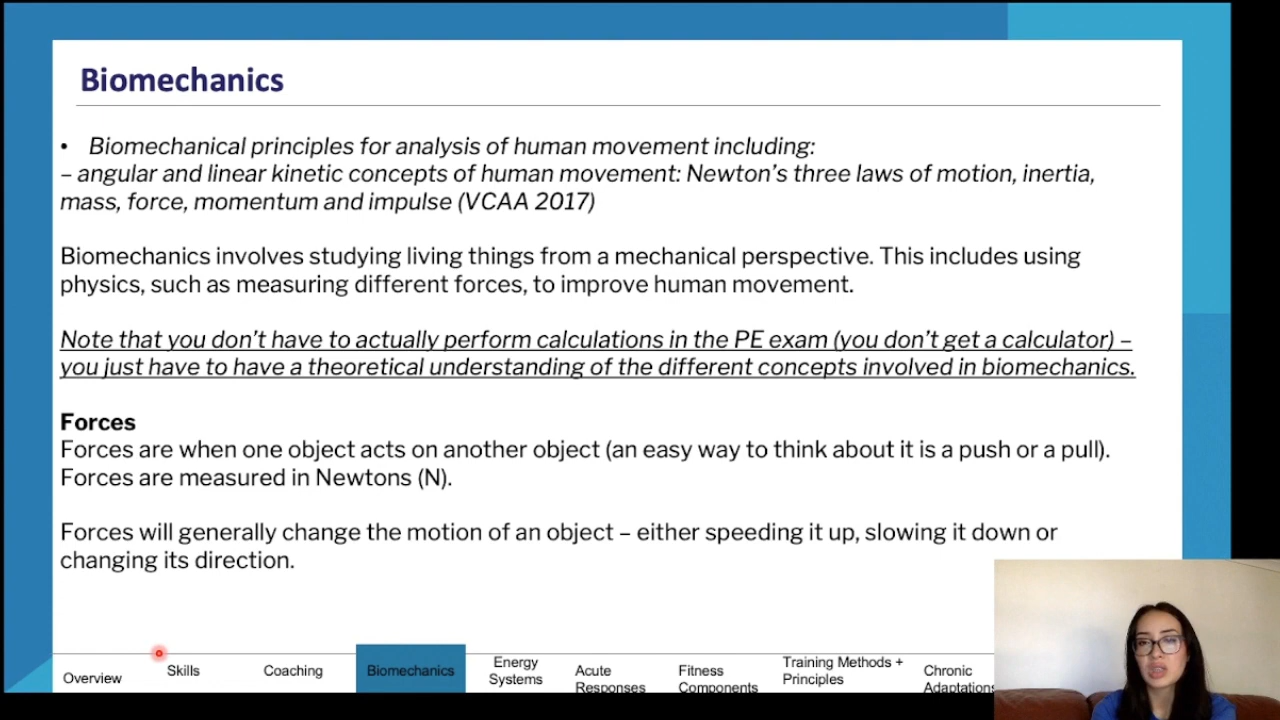 Biomechanics
• Biomechanical principles for analysis of human movement including:
– angular and linear kinetic concepts of human movement: Newton's three laws of motion, inertia,
mass, force, momentum and impulse (VCAA 2017)
Biomechanics involves studying living things from a mechanical perspective. This includes using
physics, such as measuring different forces, to improve human movement.
Note that you don't have to actually perform calculations in the PE exam (you don't get a calculator) –
you just have to have a theoretical understanding of the different concepts involved in biomechanics.
Forces
Forces are when one object acts on another object (an easy way to think about it is a push or a pull).
Forces are measured in Newtons (N).
Forces will generally change the motion of an object – either speeding it up, slowing it down or
changing its direction.
Overview
Skills
Coaching
Biomechanics
Energy
Systems
Acute
Responses
Fitness
Components
Training Methods +
Principles
Chronic
Adaptations